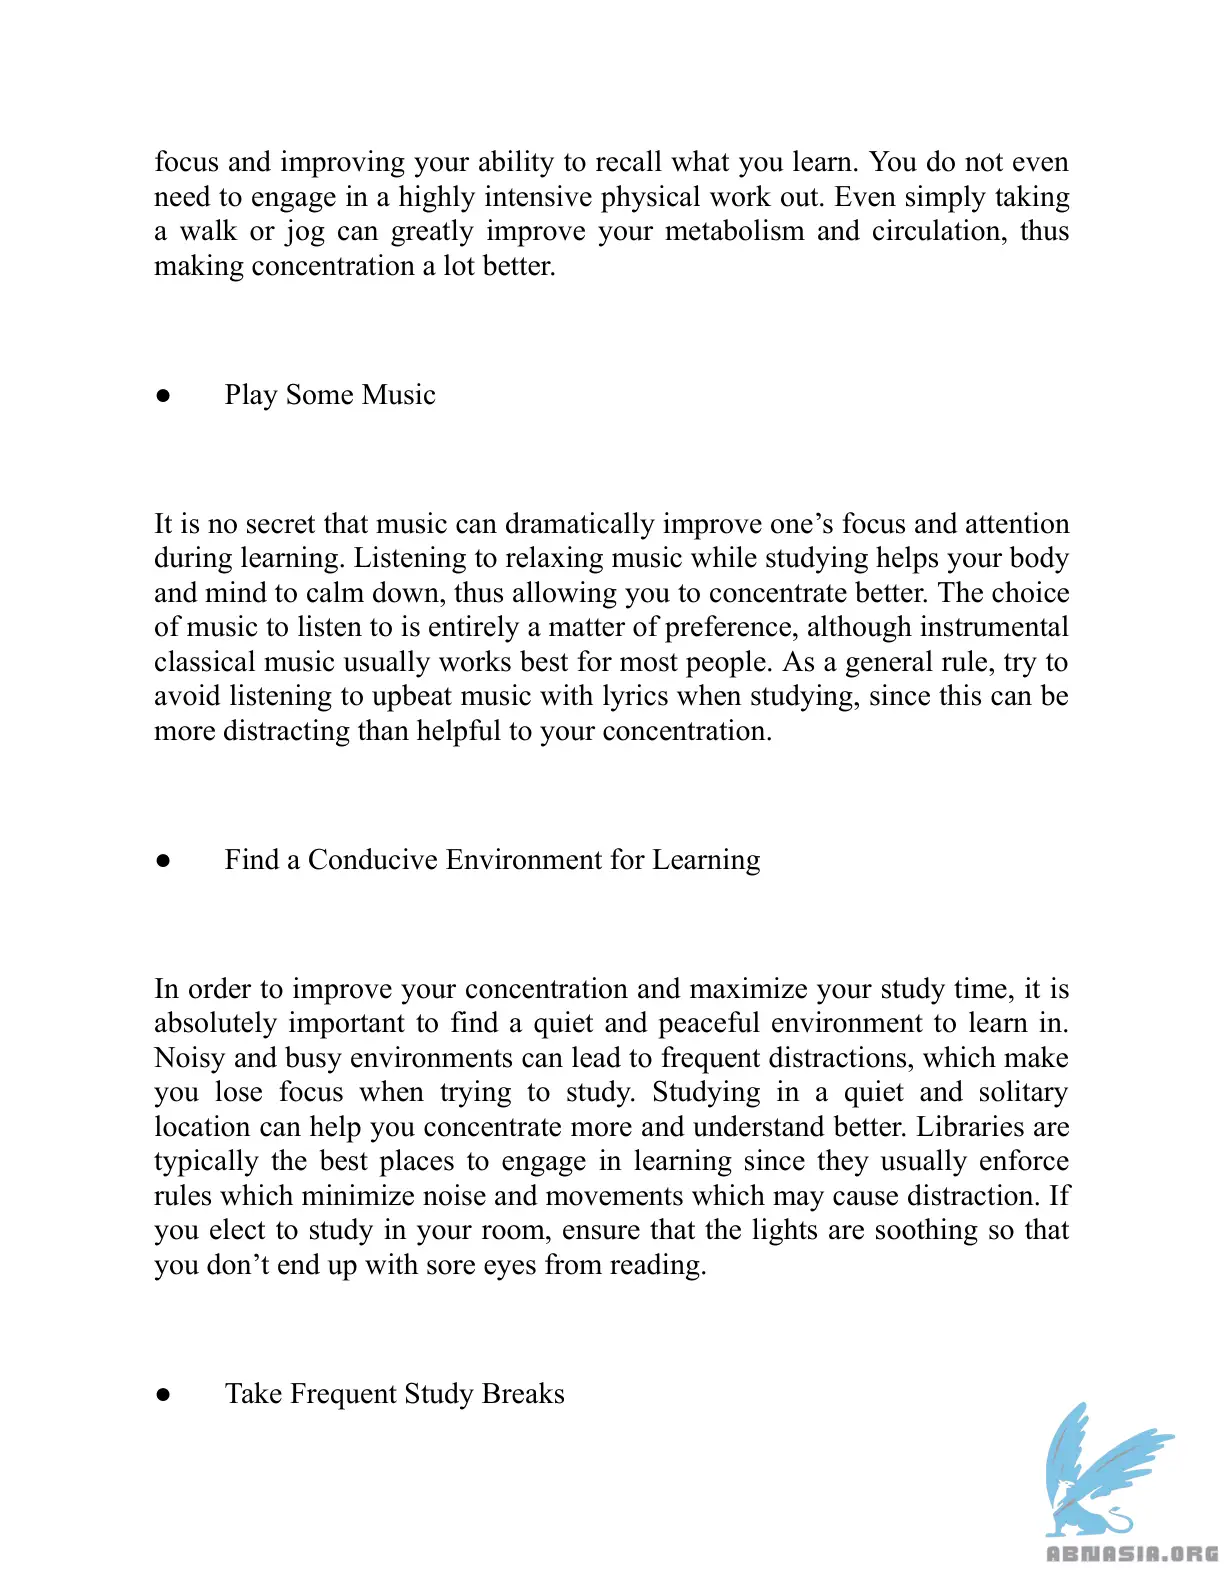 focus and improving your ability to recall what you learn. You do not even
need to engage in a highly intensive physical work out. Even simply taking
a walk or jog can greatly improve your metabolism and circulation, thus
making concentration a lot better.
● Play Some Music
It is no secret that music can dramatically improve one’s focus and attention
during learning. Listening to relaxing music while studying helps your body
and mind to calm down, thus allowing you to concentrate better. The choice
of music to listen to is entirely a matter of preference, although instrumental
classical music usually works best for most people. As a general rule, try to
avoid listening to upbeat music with lyrics when studying, since this can be
more distracting than helpful to your concentration.
● Find a Conducive Environment for Learning
In order to improve your concentration and maximize your study time, it is
absolutely important to find a quiet and peaceful environment to learn in.
Noisy and busy environments can lead to frequent distractions, which make
you lose focus when trying to study. Studying in a quiet and solitary
location can help you concentrate more and understand better. Libraries are
typically the best places to engage in learning since they usually enforce
rules which minimize noise and movements which may cause distraction. If
you elect to study in your room, ensure that the lights are soothing so that
you don’t end up with sore eyes from reading.
● Take Frequent Study Breaks
ABNASIA.ORG